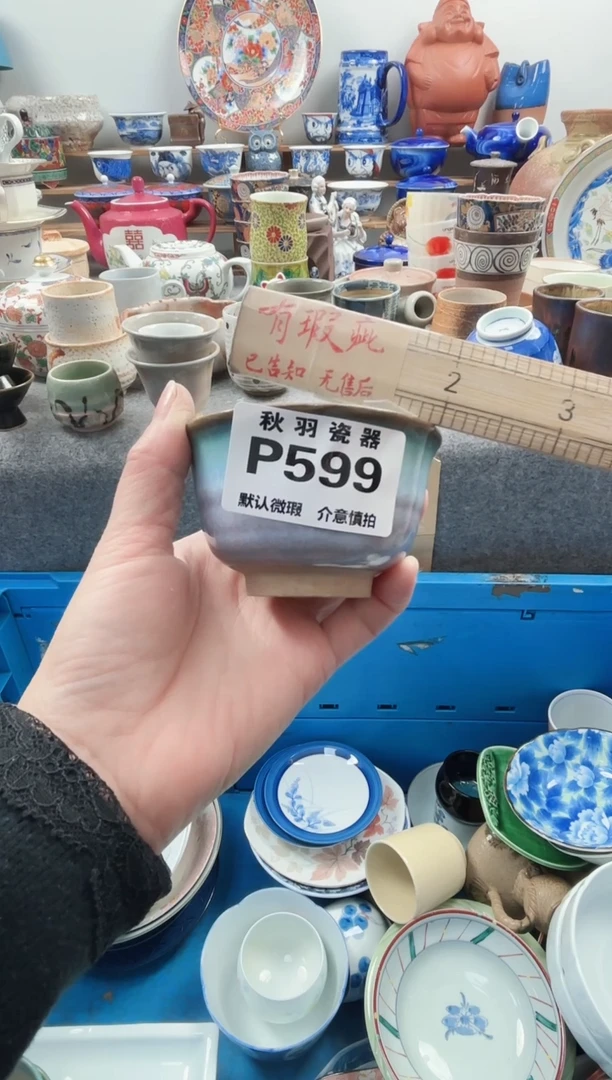 有瑕疵
已告知 无售后
2
3
秋羽瓷器
P599
默认微瑕 介意慎拍
囍